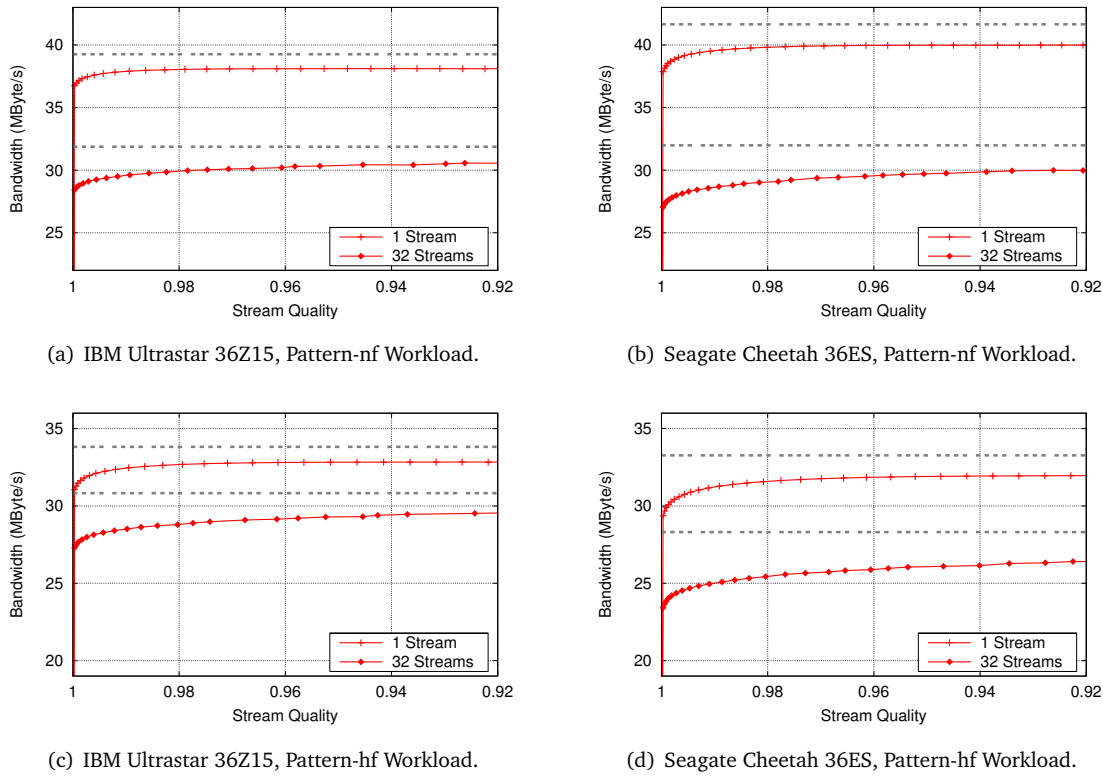 40
35
30
25
Bandwidth (MByte/s)
1 Stream
32 Streams
1 0.98 0.96 0.94 0.92
Stream Quality
(a) IBM Ultrastar 36Z15, Pattern-nf Workload.
40
35
30
25
Bandwidth (MByte/s)
1 Stream
32 Streams
1 0.98 0.96 0.94 0.92
Stream Quality
(b) Seagate Cheetah 36ES, Pattern-nf Workload.
35
30
25
20
Bandwidth (MByte/s)
1 Stream
32 Streams
1 0.98 0.96 0.94 0.92
Stream Quality
(c) IBM Ultrastar 36Z15, Pattern-hf Workload.
35
30
25
20
Bandwidth (MByte/s)
1 Stream
32 Streams
1 0.98 0.96 0.94 0.92
Stream Quality
(d) Seagate Cheetah 36ES, Pattern-hf Workload.